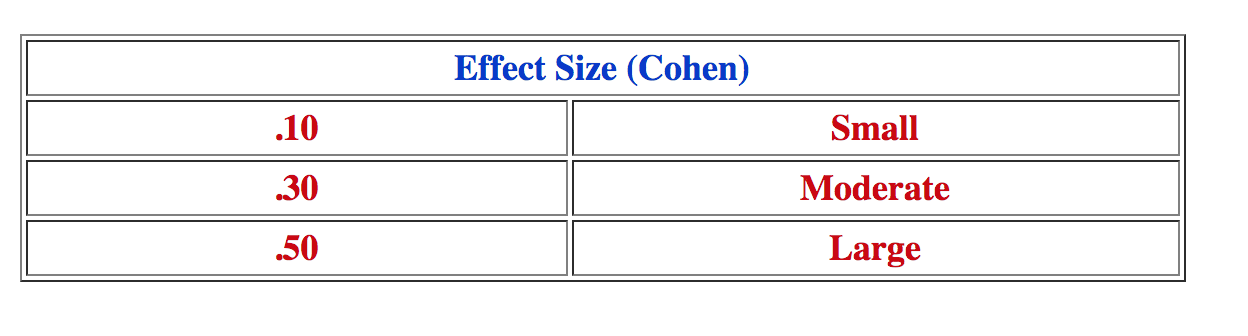 Effect Size (Cohen)
.10 Small
.30 Moderate
.50 Large